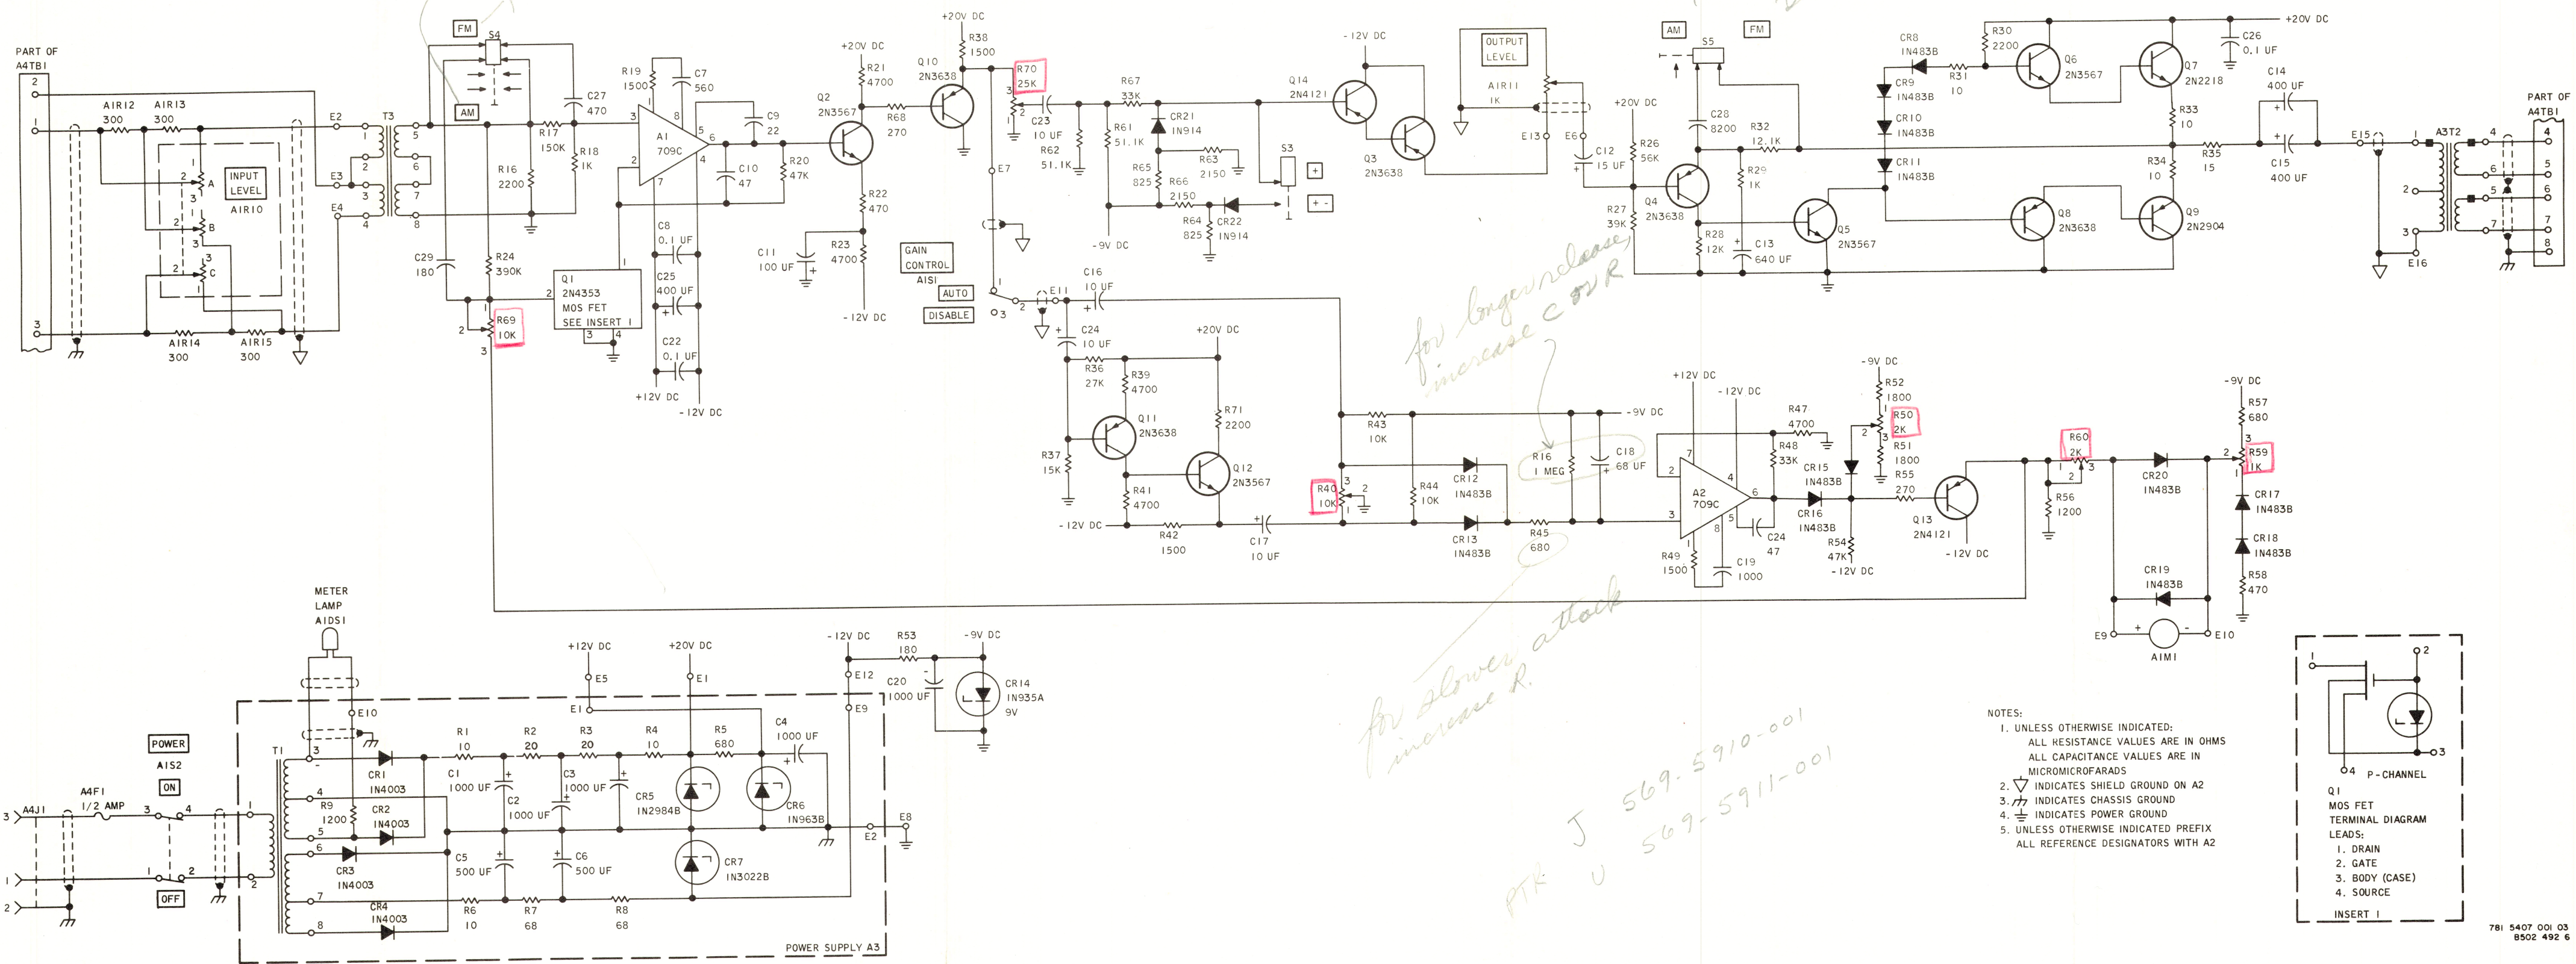 PART OF
A4TB1
2
1
3
A1R12
300
A1R13
300
INPUT
LEVEL
A1R10
A
B
C
A1R14
300
A1R15
300
E2
E3
E4
T3
FM
S4
AM
C27
470
R17
150K
R18
1K
R16
2200
C29
180
R24
390K
R69
10K
R19
1500
C7
560
A1
709C
C9
22
C10
47
R20
47K
C8
0.1 UF
C25
400 UF
C22
0.1 UF
+12V DC
-12V DC
Q1
2N4353
MOS FET
SEE INSERT 1
+20V DC
R21
4700
Q2
2N3567
R68
270
R22
470
C11
100 UF
R23
4700
-12V DC
+20V DC
R38
1500
Q10
2N3638
R70
25K
C23
10 UF
R62
51.1K
R61
51.1K
R67
33K
CR21
1N914
R65
825
R63
2150
R66
2150
R64
825
CR22
1N914
-9V DC
S3
+
+ -
E7
GAIN
CONTROL
A1S1
AUTO
DISABLE
E11
-12V DC
Q14
2N4121
Q3
2N3638
OUTPUT
LEVEL
A1R11
1K
E13
E6
C12
15 UF
+20V DC
R26
56K
R27
39K
AM
S5
FM
C28
8200
R32
12.1K
R29
1K
Q4
2N3638
R28
12K
C13
640 UF
Q5
2N3567
CR8
1N483B
CR9
1N483B
CR10
1N483B
CR11
1N483B
R30
2200
R31
10
Q6
2N3567
Q7
2N2218
R33
10
R34
10
Q8
2N3638
Q9
2N2904
+20V DC
C26
0.1 UF
C14
400 UF
R35
15
C15
400 UF
E15
E16
A3T2
PART OF
A4TB1
4
5
6
7
8
C16
10 UF
C24
10 UF
R36
27K
R39
4700
+20V DC
R71
2200
Q11
2N3638
R37
15K
R41
4700
Q12
2N3567
-12V DC
R42
1500
C17
10 UF
R40
10K
R43
10K
R44
10K
CR12
1N483B
CR13
1N483B
R45
680
R16
1 MEG
C18
68 UF
-9V DC
for longer release,
increase C or R
for slower attack
increase R.
+12V DC
-12V DC
A2
709C
R47
4700
R48
33K
R49
1500
C19
1000
C24
47
CR15
1N483B
CR16
1N483B
-9V DC
R52
1800
R50
2K
R51
1800
R55
270
R54
47K
-12V DC
Q13
2N4121
-12V DC
R60
2K
R56
1200
CR20
1N483B
CR19
1N483B
-9V DC
R57
680
R59
1K
CR17
1N483B
CR18
1N483B
R58
470
E9
+
-
E10
A1M1
METER
LAMP
A1DS1
E10
POWER
A1S2
ON
OFF
A4J1
A4F1
1/2 AMP
T1
CR1
1N4003
R9
1200
CR2
1N4003
CR3
1N4003
CR4
1N4003
R1
10
R2
20
R3
20
R4
10
R5
680
C1
1000 UF
C2
1000 UF
C3
1000 UF
C4
1000 UF
CR5
1N2984B
CR6
1N963B
CR7
1N3022B
C5
500 UF
C6
500 UF
R6
10
R7
68
R8
68
+12V DC
E5
E1
+20V DC
E1
-12V DC
E12
E9
E2
E8
R53
180
-9V DC
C20
1000 UF
CR14
1N935A
9V
POWER SUPPLY A3
PTR J 569-5910-001
U 569-5911-001
NOTES:
1. UNLESS OTHERWISE INDICATED;
ALL RESISTANCE VALUES ARE IN OHMS
ALL CAPACITANCE VALUES ARE IN
MICROMICROFARADS
2. INDICATES SHIELD GROUND ON A2
3. INDICATES CHASSIS GROUND
4. INDICATES POWER GROUND
5. UNLESS OTHERWISE INDICATED PREFIX
ALL REFERENCE DESIGNATORS WITH A2
P-CHANNEL
Q1
MOS FET
TERMINAL DIAGRAM
LEADS:
1. DRAIN
2. GATE
3. BODY (CASE)
4. SOURCE
INSERT 1
781 5407 001 03
B502 492 6